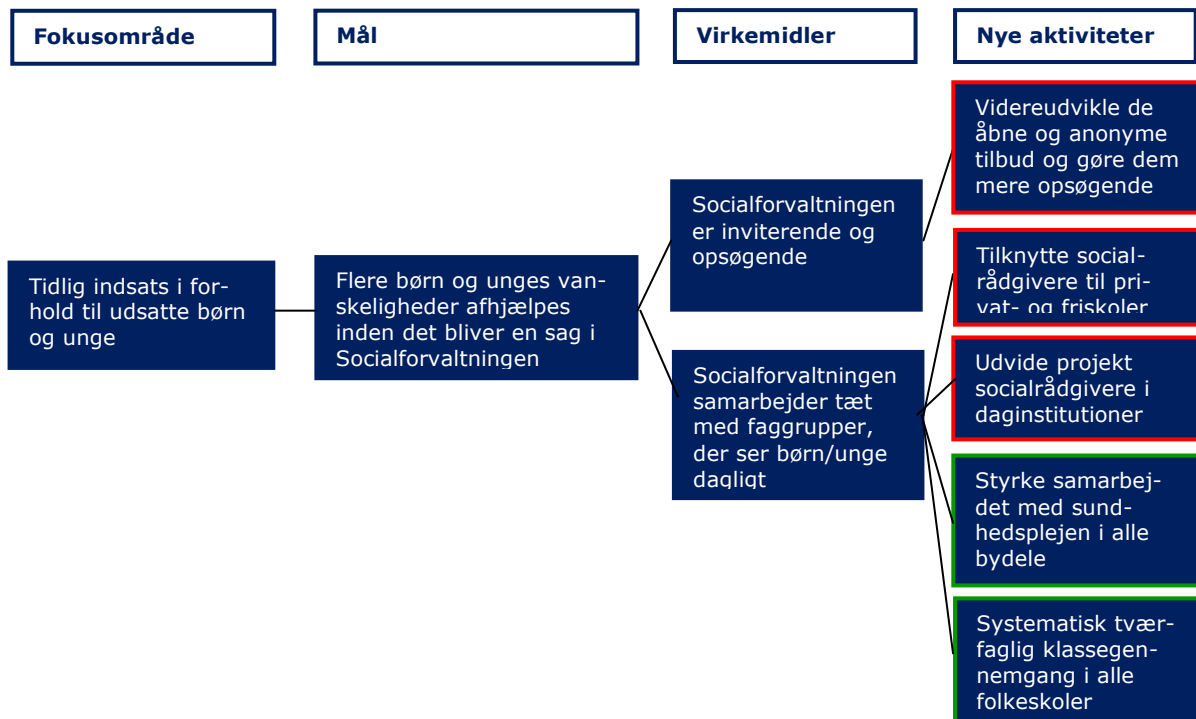 Fokusområde
Mål
Virkemidler
Nye aktiviteter
Tidlig indsats i for-
hold til udsatte børn
og unge
Flere børn og unges van-
skeligheder afhjælpes
inden det bliver en sag i
Socialforvaltningen
Socialforvaltningen
er inviterende og
opsøgende
Socialforvaltningen
samarbejder tæt
med faggrupper,
der ser børn/unge
dagligt
Videreudvikle de
åbne og anonyme
tilbud og gøre dem
mere opsøgende
Tilknytte social-
rådgivere til pri-
vat- og friskoler
Udvide projekt
socialrådgivere i
daginstitutioner
Styrke samarbej-
det med sund-
hedsplejen i alle
bydele
Systematisk tvær-
faglig klassegen-
nemgang i alle
folkeskoler